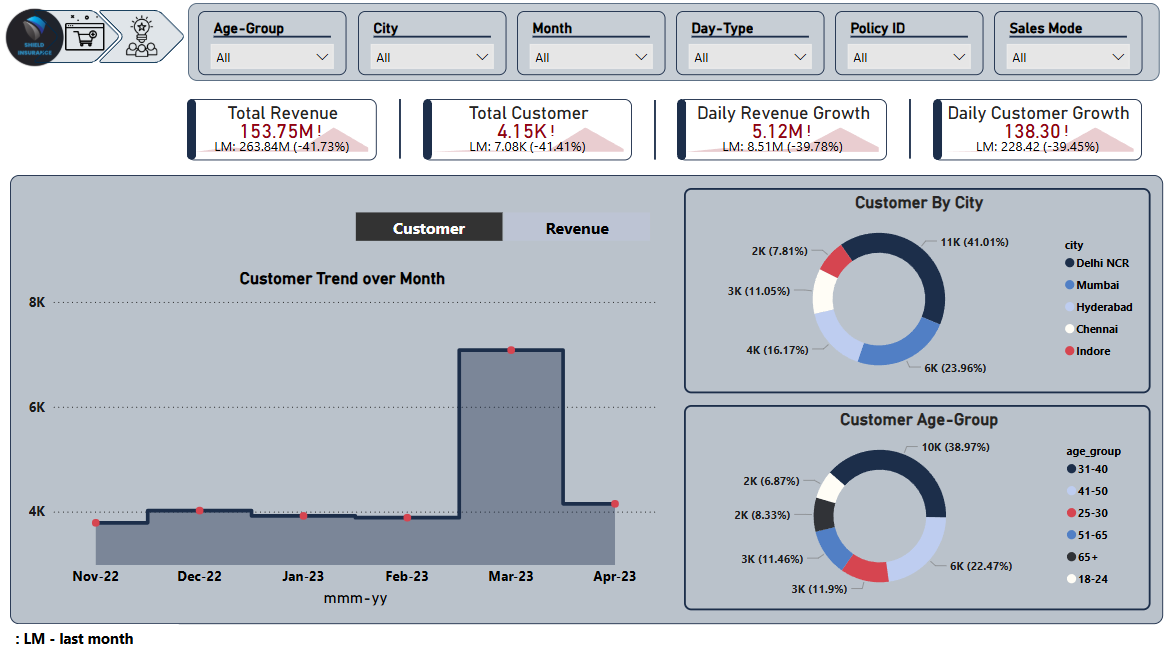 SHIELD
INSURANCE
Age-Group
All
City
All
Month
All
Day-Type
All
Policy ID
All
Sales Mode
All
Total Revenue
153.75M!
LM: 263.84M (-41.73%)
Total Customer
4.15K!
LM: 7.08K (-41.41%)
Daily Revenue Growth
5.12M!
LM: 8.51M (-39.78%)
Daily Customer Growth
138.30!
LM: 228.42 (-39.45%)
Customer
Revenue
Customer Trend over Month
8K
6K
4K
Nov-22
Dec-22
Jan-23
Feb-23
Mar-23
Apr-23
mmm-yy
Customer By City
11K (41.01%)
6K (23.96%)
4K (16.17%)
3K (11.05%)
2K (7.81%)
city
Delhi NCR
Mumbai
Hyderabad
Chennai
Indore
Customer Age-Group
10K (38.97%)
6K (22.47%)
3K (11.9%)
3K (11.46%)
2K (8.33%)
2K (6.87%)
age_group
31-40
41-50
25-30
51-65
65+
18-24
: LM - last month